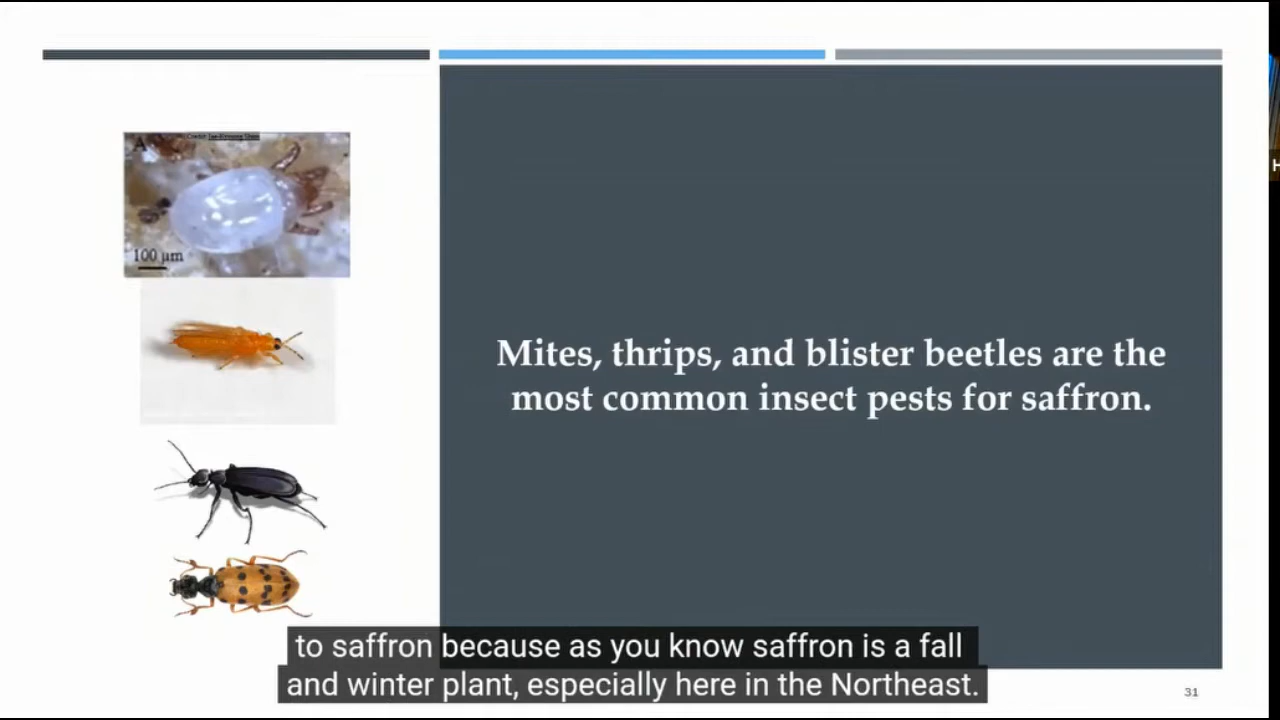 A
100 µm
Mites, thrips, and blister beetles are the
most common insect pests for saffron.
to saffron because as you know saffron is a fall
and winter plant, especially here in the Northeast.
31
H